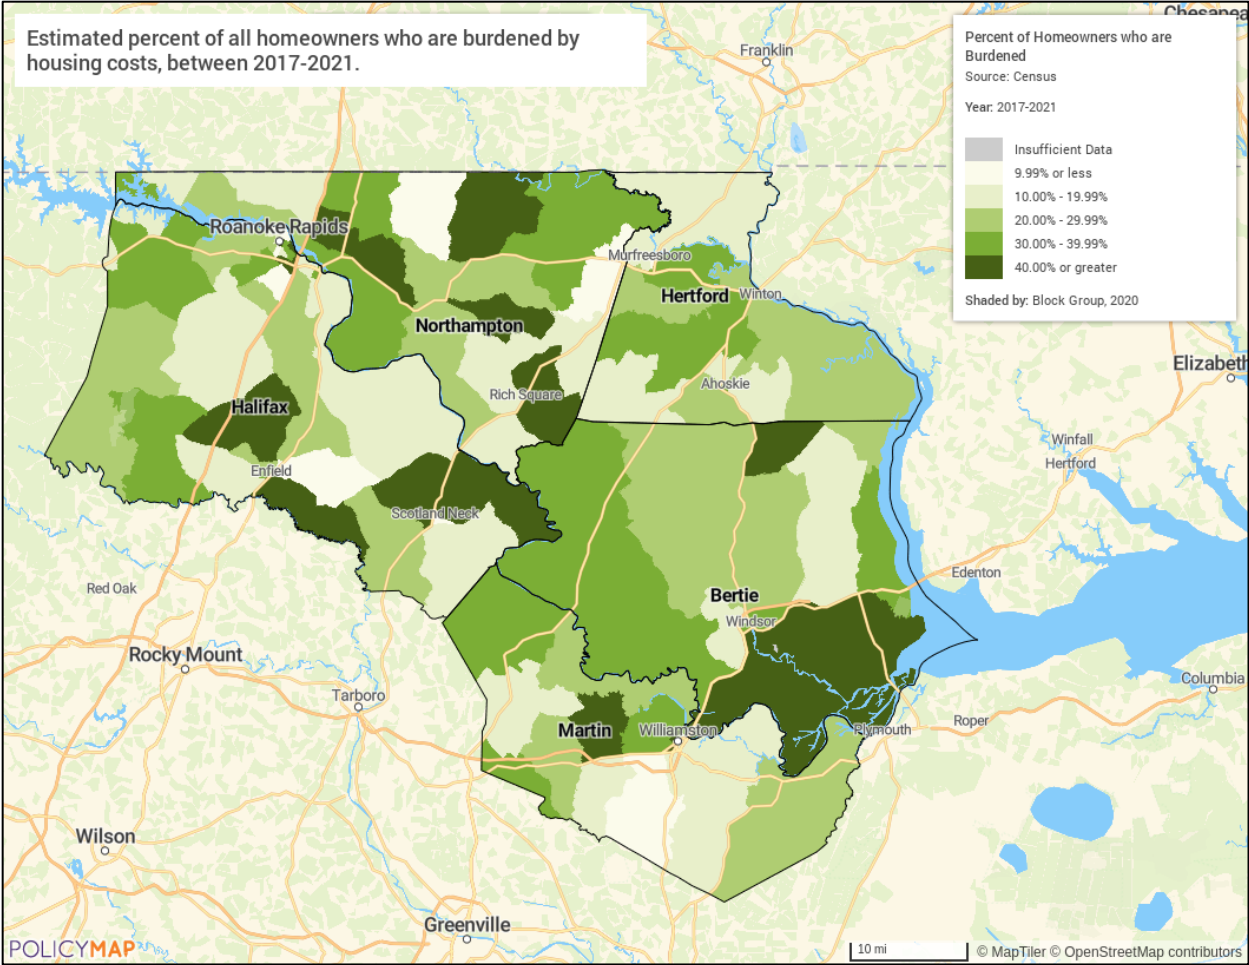 Estimated percent of all homeowners who are burdened by
housing costs, between 2017-2021.
Chesapea
Franklin
Percent of Homeowners who are
Burdened
Source: Census
Year: 2017-2021
Insufficient Data
9.99% or less
10.00% - 19.99%
20.00% - 29.99%
30.00% - 39.99%
40.00% or greater
Shaded by: Block Group, 2020
Roanoke Rapids
Murfreesboro
Hertford
Winton
Northampton
Elizabeth
Ahoskie
Rich Square
Halifax
Winfall
Hertford
Enfield
Scotland Neck
Edenton
Red Oak
Bertie
Windsor
Rocky Mount
Columbia
Tarboro
Roper
Martin
Williamston
Plymouth
Wilson
Greenville
POLICYMAP
10 mi
© MapTiler © OpenStreetMap contributors